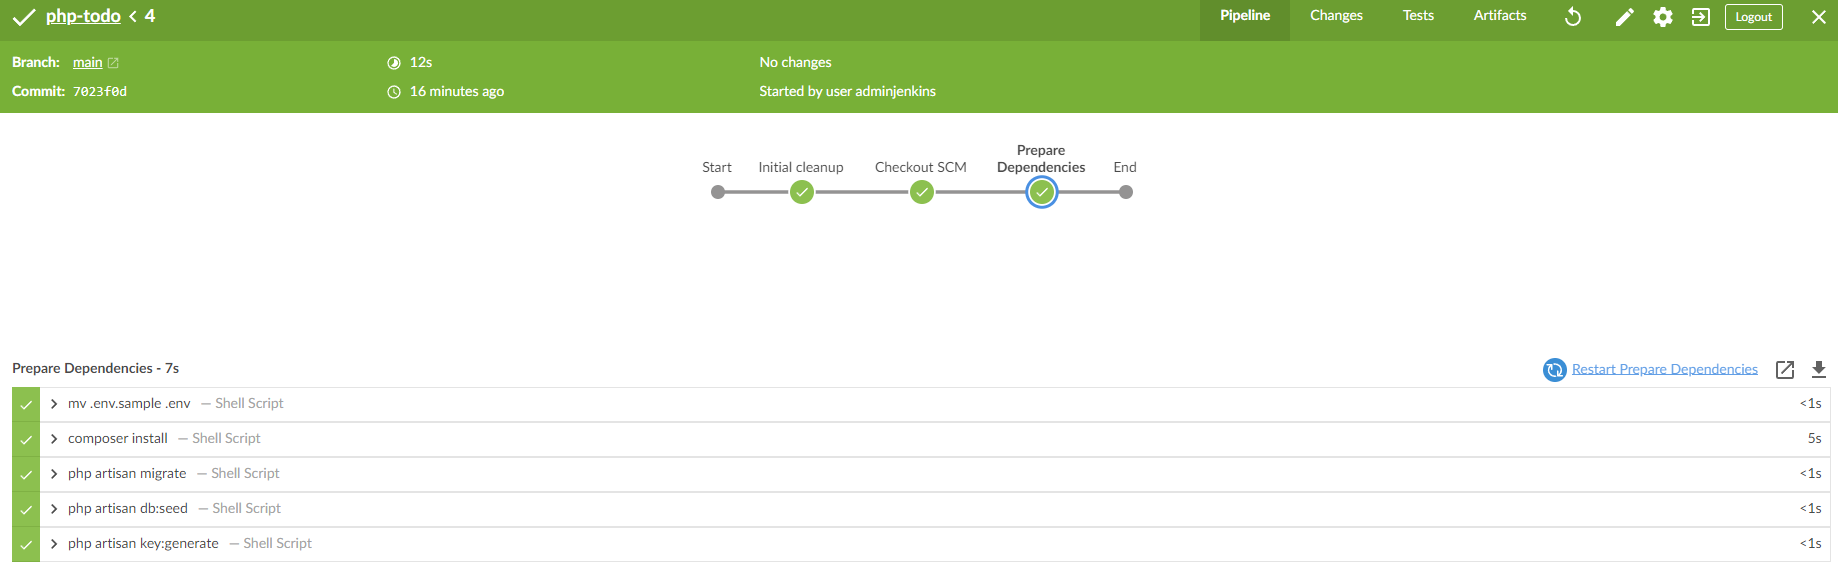 php-todo < 4 Pipeline Changes Tests Artifacts Logout
Branch: main 12s No changes
Commit: 7023f0d 16 minutes ago Started by user adminjenkins
Start Initial cleanup Checkout SCM Prepare Dependencies End
Prepare Dependencies - 7s Restart Prepare Dependencies
mv .env.sample .env — Shell Script <1s
composer install — Shell Script 5s
php artisan migrate — Shell Script <1s
php artisan db:seed — Shell Script <1s
php artisan key:generate — Shell Script <1s